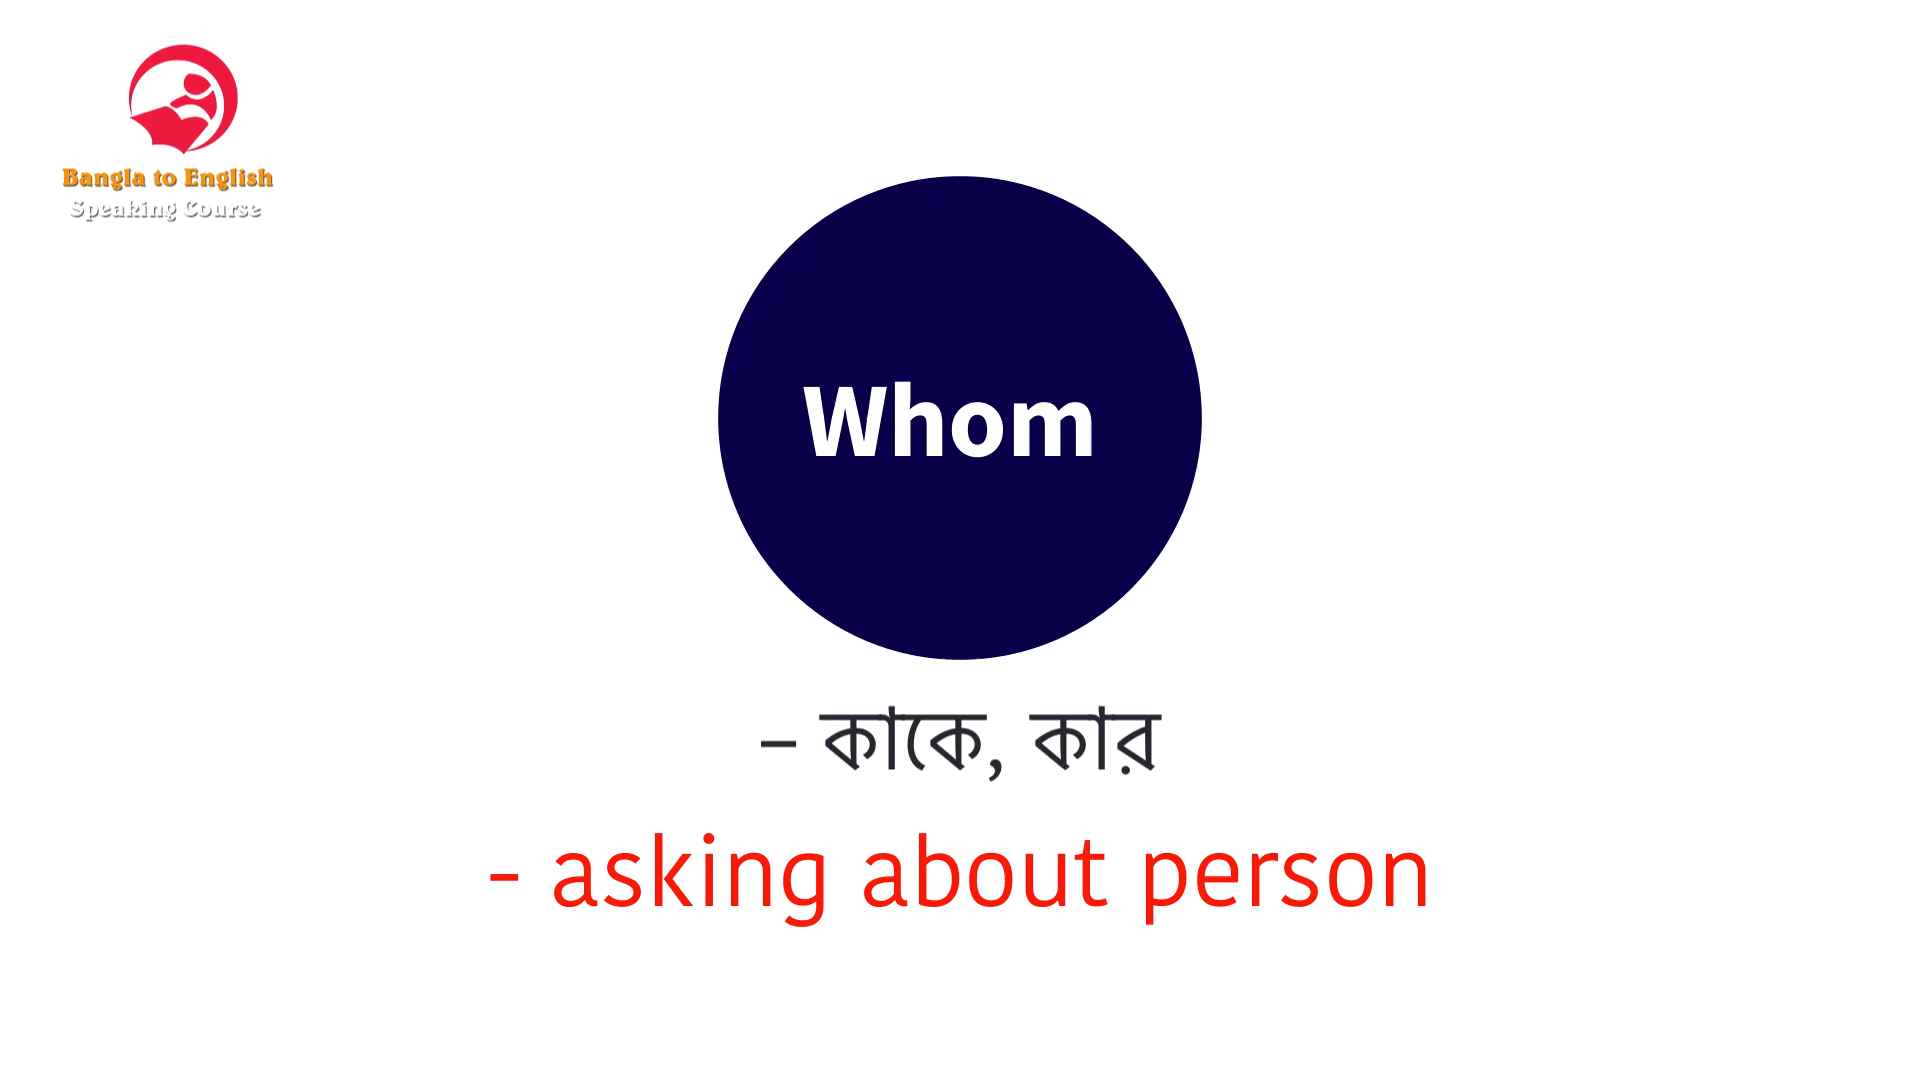 Bangla to English
Speaking Course
Whom
– কাকে, কার
- asking about person